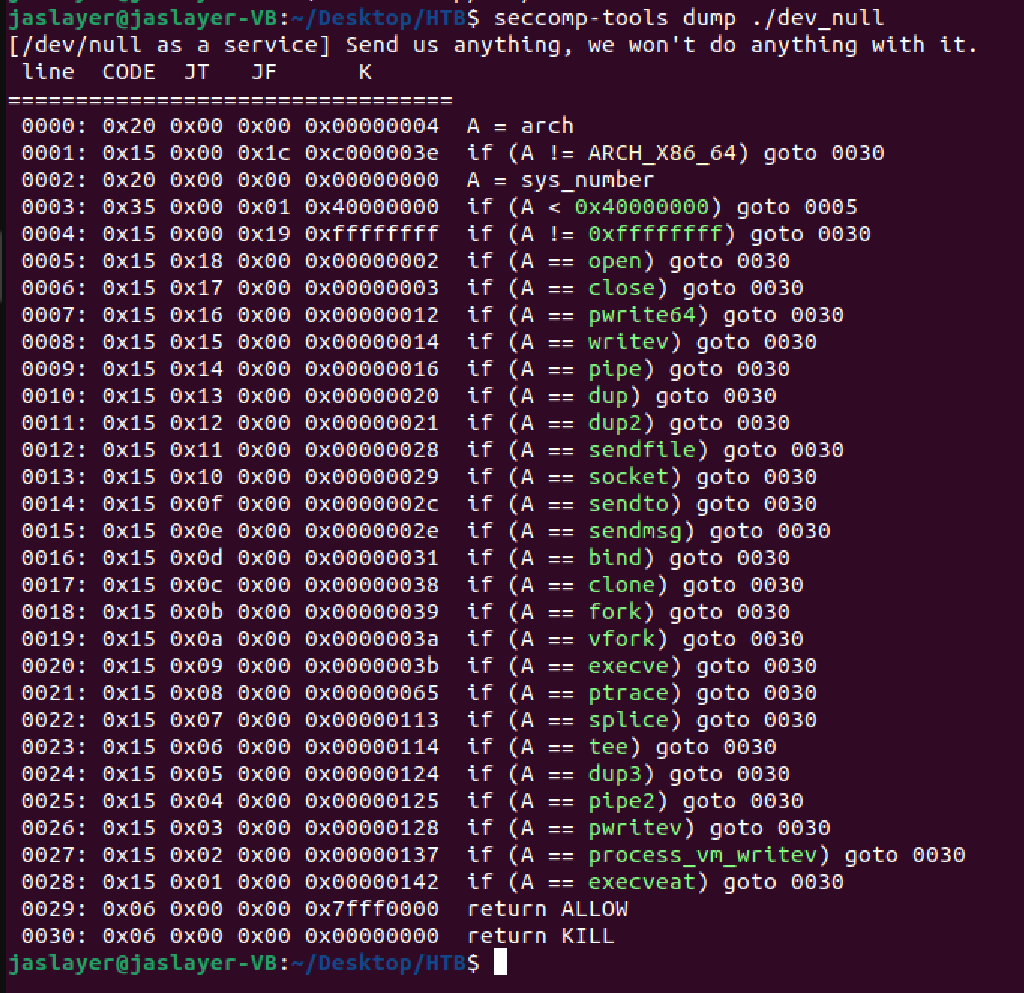 jaslayer@jaslayer-VB:~/Desktop/HTB$ seccomp-tools dump ./dev_null
[/dev/null as a service] Send us anything, we won't do anything with it.
 line  CODE  JT   JF      K
=================================
 0000: 0x20 0x00 0x00 0x00000004  A = arch
 0001: 0x15 0x00 0x1c 0xc000003e  if (A != ARCH_X86_64) goto 0030
 0002: 0x20 0x00 0x00 0x00000000  A = sys_number
 0003: 0x35 0x00 0x01 0x40000000  if (A < 0x40000000) goto 0005
 0004: 0x15 0x00 0x19 0xffffffff  if (A != 0xffffffff) goto 0030
 0005: 0x15 0x18 0x00 0x00000002  if (A == open) goto 0030
 0006: 0x15 0x17 0x00 0x00000003  if (A == close) goto 0030
 0007: 0x15 0x16 0x00 0x00000012  if (A == pwrite64) goto 0030
 0008: 0x15 0x15 0x00 0x00000014  if (A == writev) goto 0030
 0009: 0x15 0x14 0x00 0x00000016  if (A == pipe) goto 0030
 0010: 0x15 0x13 0x00 0x00000020  if (A == dup) goto 0030
 0011: 0x15 0x12 0x00 0x00000021  if (A == dup2) goto 0030
 0012: 0x15 0x11 0x00 0x00000028  if (A == sendfile) goto 0030
 0013: 0x15 0x10 0x00 0x00000029  if (A == socket) goto 0030
 0014: 0x15 0x0f 0x00 0x0000002c  if (A == sendto) goto 0030
 0015: 0x15 0x0e 0x00 0x0000002e  if (A == sendmsg) goto 0030
 0016: 0x15 0x0d 0x00 0x00000031  if (A == bind) goto 0030
 0017: 0x15 0x0c 0x00 0x00000038  if (A == clone) goto 0030
 0018: 0x15 0x0b 0x00 0x00000039  if (A == fork) goto 0030
 0019: 0x15 0x0a 0x00 0x0000003a  if (A == vfork) goto 0030
 0020: 0x15 0x09 0x00 0x0000003b  if (A == execve) goto 0030
 0021: 0x15 0x08 0x00 0x00000065  if (A == ptrace) goto 0030
 0022: 0x15 0x07 0x00 0x00000113  if (A == splice) goto 0030
 0023: 0x15 0x06 0x00 0x00000114  if (A == tee) goto 0030
 0024: 0x15 0x05 0x00 0x00000124  if (A == dup3) goto 0030
 0025: 0x15 0x04 0x00 0x00000125  if (A == pipe2) goto 0030
 0026: 0x15 0x03 0x00 0x00000128  if (A == pwritev) goto 0030
 0027: 0x15 0x02 0x00 0x00000137  if (A == process_vm_writev) goto 0030
 0028: 0x15 0x01 0x00 0x00000142  if (A == execveat) goto 0030
 0029: 0x06 0x00 0x00 0x7fff0000  return ALLOW
 0030: 0x06 0x00 0x00 0x00000000  return KILL
jaslayer@jaslayer-VB:~/Desktop/HTB$